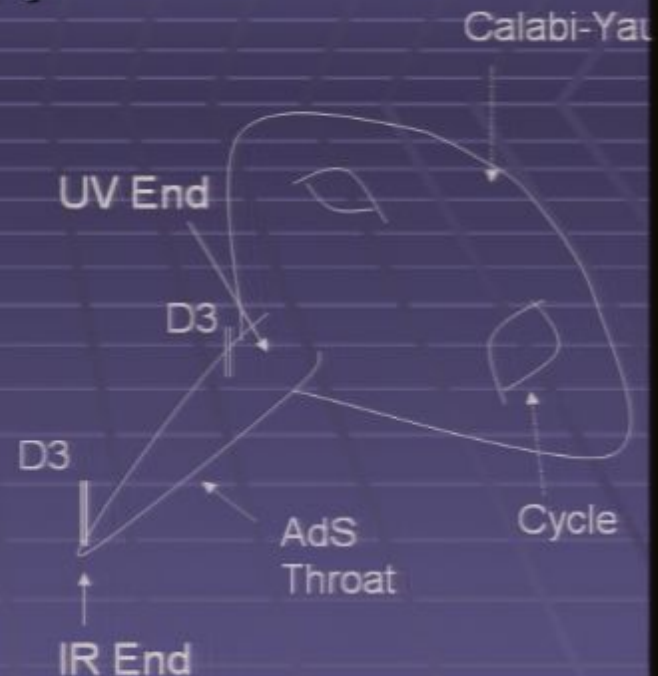 Calabi-Yau
UV End
D3
D3
Cycle
AdS
Throat
IR End